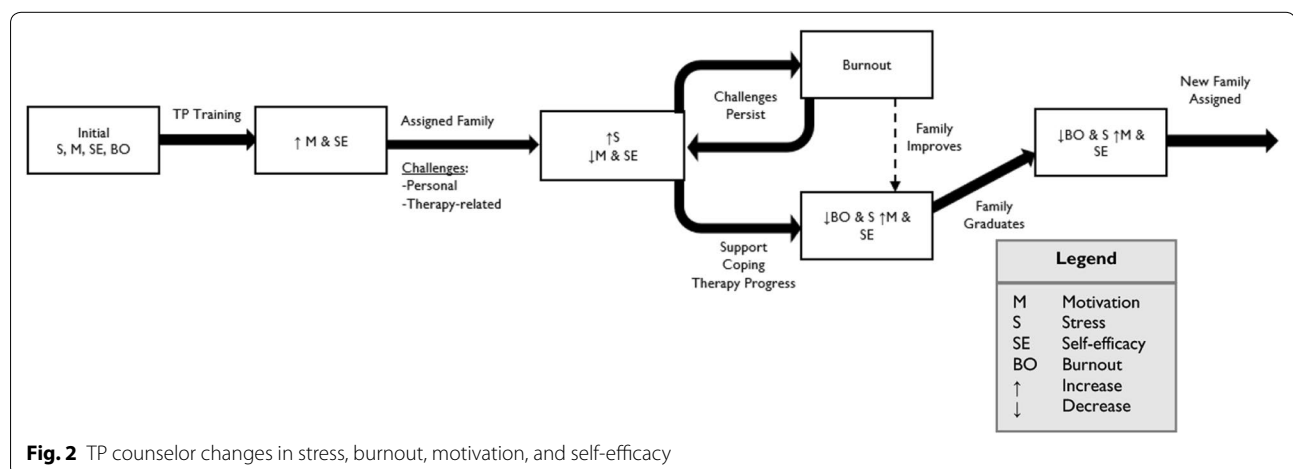 Initial
S, M, SE, BO
TP Training
↑ M & SE
Assigned Family
Challenges:
-Personal
-Therapy-related
↑S
↓M & SE
Challenges
Persist
Burnout
Family
Improves
Support
Coping
Therapy Progress
↓BO & S ↑M &
SE
Family
Graduates
↓BO & S ↑M &
SE
New Family
Assigned
Legend
M Motivation
S Stress
SE Self-efficacy
BO Burnout
↑ Increase
↓ Decrease
Fig. 2 TP counselor changes in stress, burnout, motivation, and self-efficacy